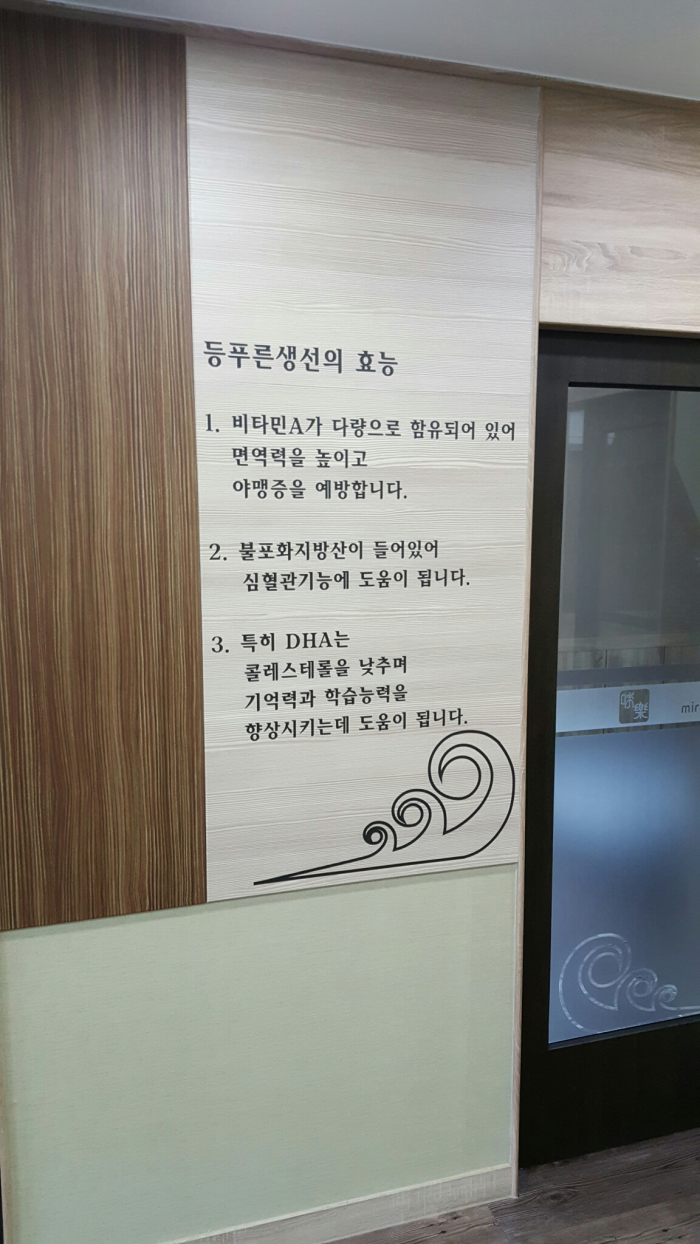 등푸른생선의 효능
1. 비타민A가 다량으로 함유되어 있어
면역력을 높이고
야맹증을 예방합니다.
2. 불포화지방산이 들어있어
심혈관기능에 도움이 됩니다.
3. 특히 DHA는
콜레스테롤을 낮추며
기억력과 학습능력을
향상시키는데 도움이 됩니다.
味樂
mir